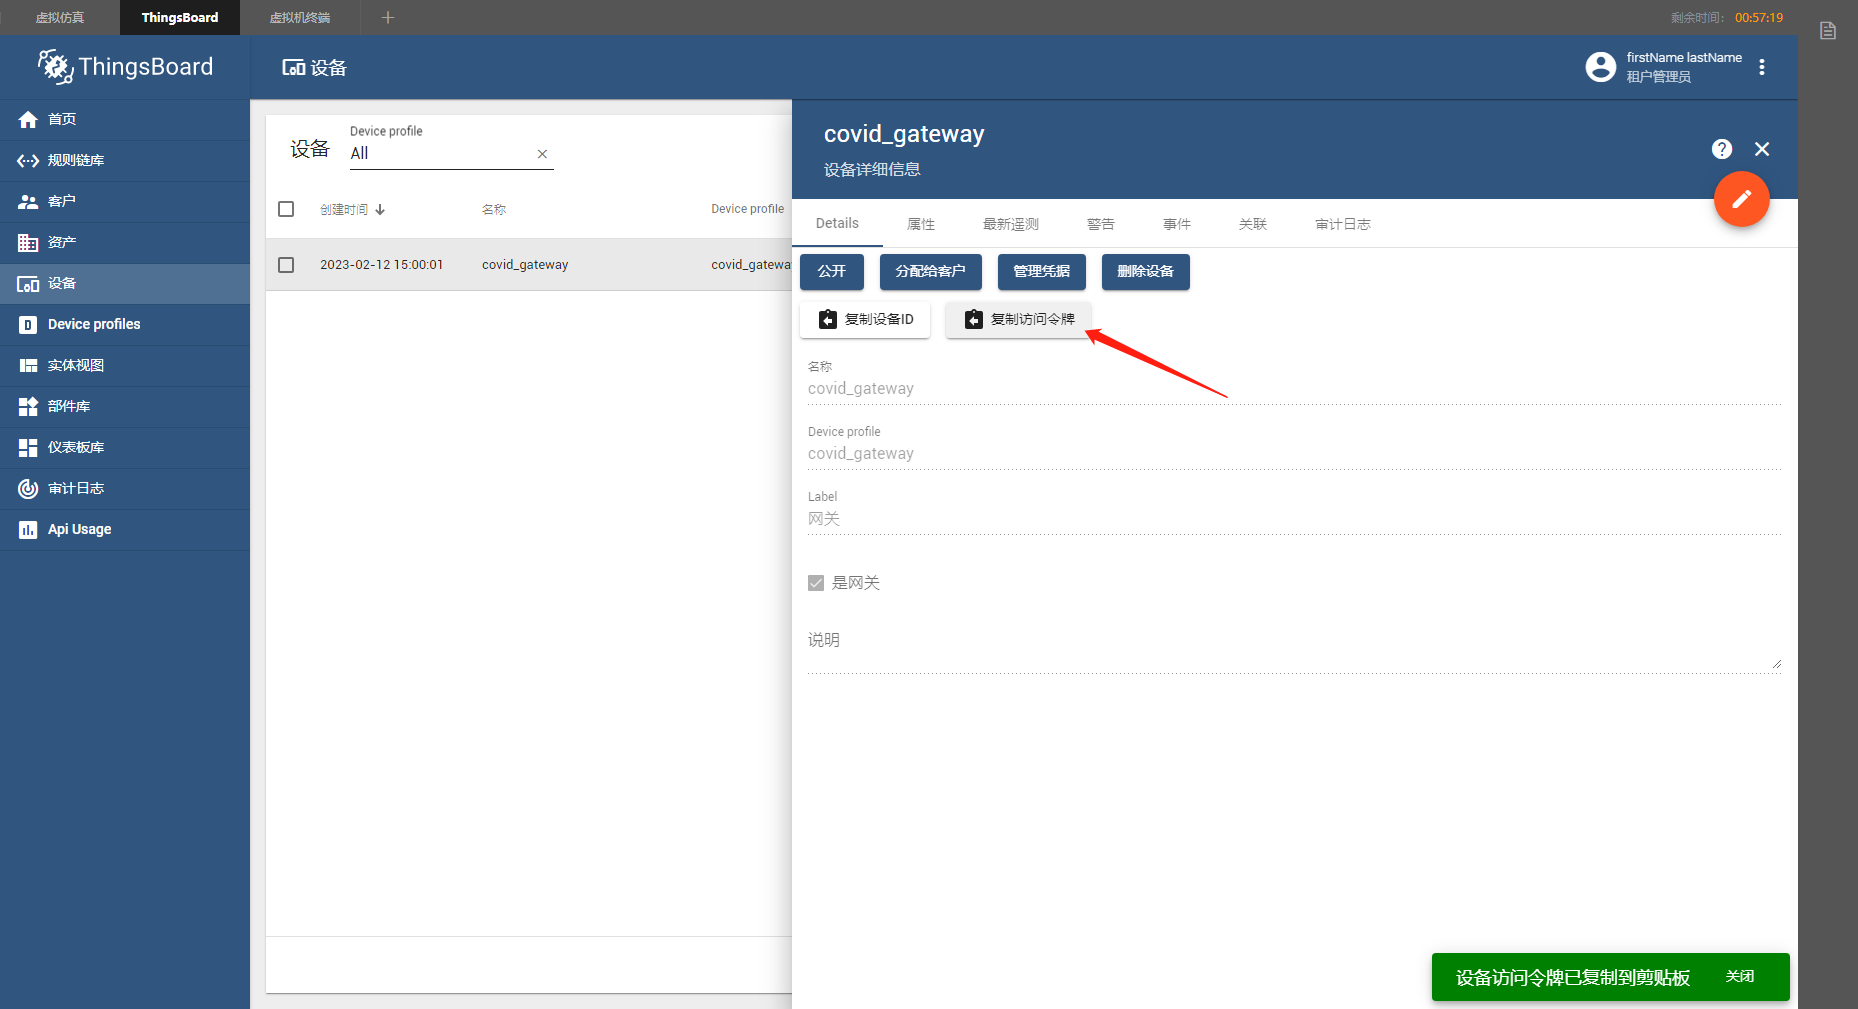 虚拟仿真
ThingsBoard
虚拟机终端
剩余时间: 00:57:19
ThingsBoard
设备
firstName lastName
租户管理员
首页
规则链库
客户
资产
设备
Device profiles
实体视图
部件库
仪表板库
审计日志
Api Usage
设备
Device profile
All
创建时间
名称
Device profile
2023-02-12 15:00:01
covid_gateway
covid_gatewa
covid_gateway
设备详细信息
Details
属性
最新遥测
警告
事件
关联
审计日志
公开
分配给客户
管理凭据
删除设备
复制设备ID
复制访问令牌
名称
covid_gateway
Device profile
covid_gateway
Label
网关
是网关
说明
设备访问令牌已复制到剪贴板
关闭